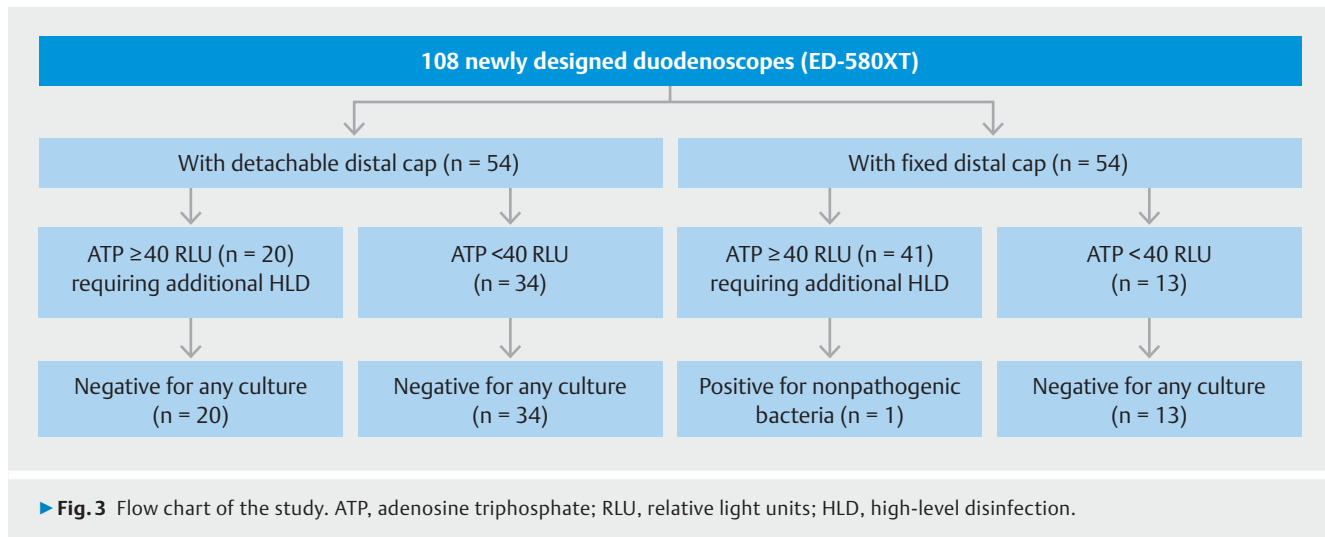 108 newly designed duodenoscopes (ED-580XT)
With detachable distal cap (n = 54)
With fixed distal cap (n = 54)
ATP ≥40 RLU (n = 20)
requiring additional HLD
ATP <40 RLU
(n = 34)
ATP ≥40 RLU (n = 41)
requiring additional HLD
ATP <40 RLU
(n = 13)
Negative for any culture
(n = 20)
Negative for any culture
(n = 34)
Positive for nonpathogenic
bacteria (n = 1)
Negative for any culture
(n = 13)
▶Fig. 3 Flow chart of the study. ATP, adenosine triphosphate; RLU, relative light units; HLD, high-level disinfection.